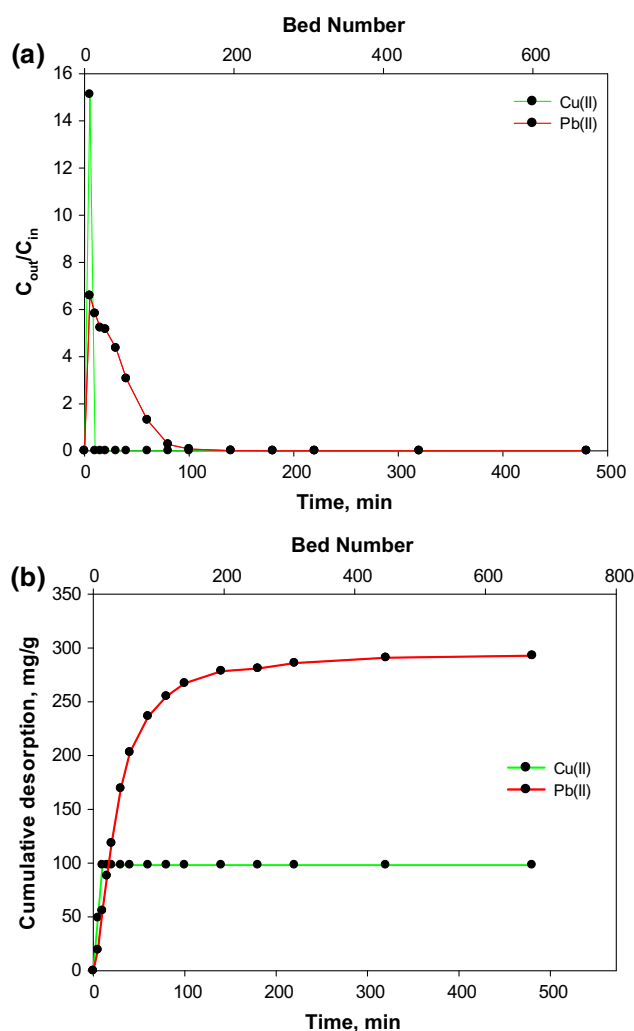 (a)
Bed Number
0 200 400 600
16
14
12
10
8
6
4
2
0
C_out/C_in
Cu(II)
Pb(II)
0 100 200 300 400 500
Time, min
(b)
Bed Number
0 200 400 600 800
350
300
250
200
150
100
50
0
Cumulative desorption, mg/g
Cu(II)
Pb(II)
0 100 200 300 400 500
Time, min